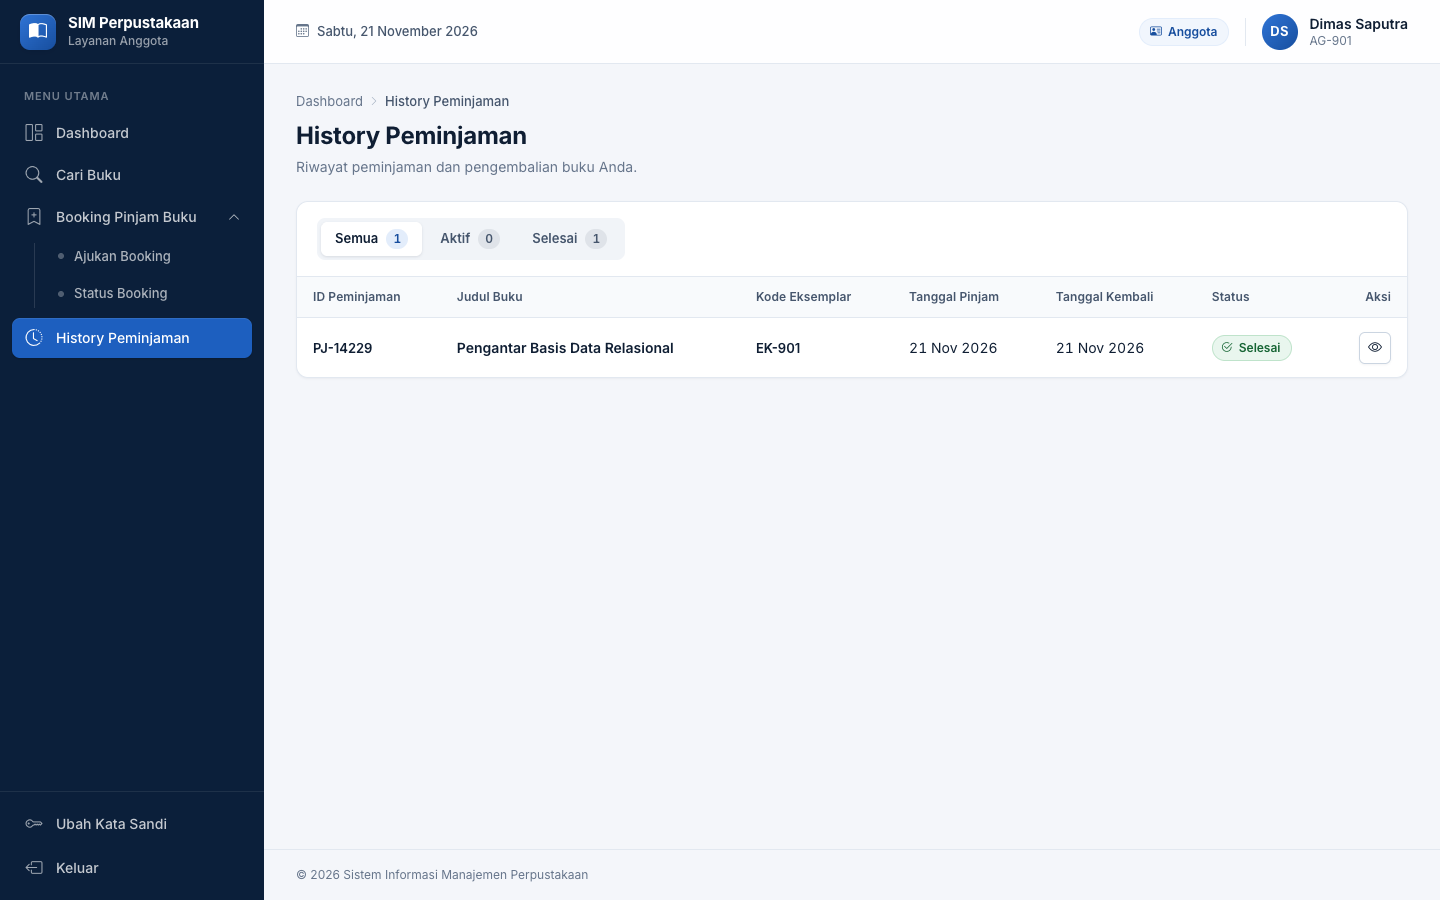 SIM Perpustakaan
Layanan Anggota
MENU UTAMA
Dashboard
Cari Buku
Booking Pinjam Buku
Ajukan Booking
Status Booking
History Peminjaman
Ubah Kata Sandi
Keluar
Sabtu, 21 November 2026
Anggota
DS
Dimas Saputra
AG-901
Dashboard > History Peminjaman
History Peminjaman
Riwayat peminjaman dan pengembalian buku Anda.
Semua 1 Aktif 0 Selesai 1
ID Peminjaman Judul Buku Kode Eksemplar Tanggal Pinjam Tanggal Kembali Status Aksi
PJ-14229 Pengantar Basis Data Relasional EK-901 21 Nov 2026 21 Nov 2026 Selesai
© 2026 Sistem Informasi Manajemen Perpustakaan